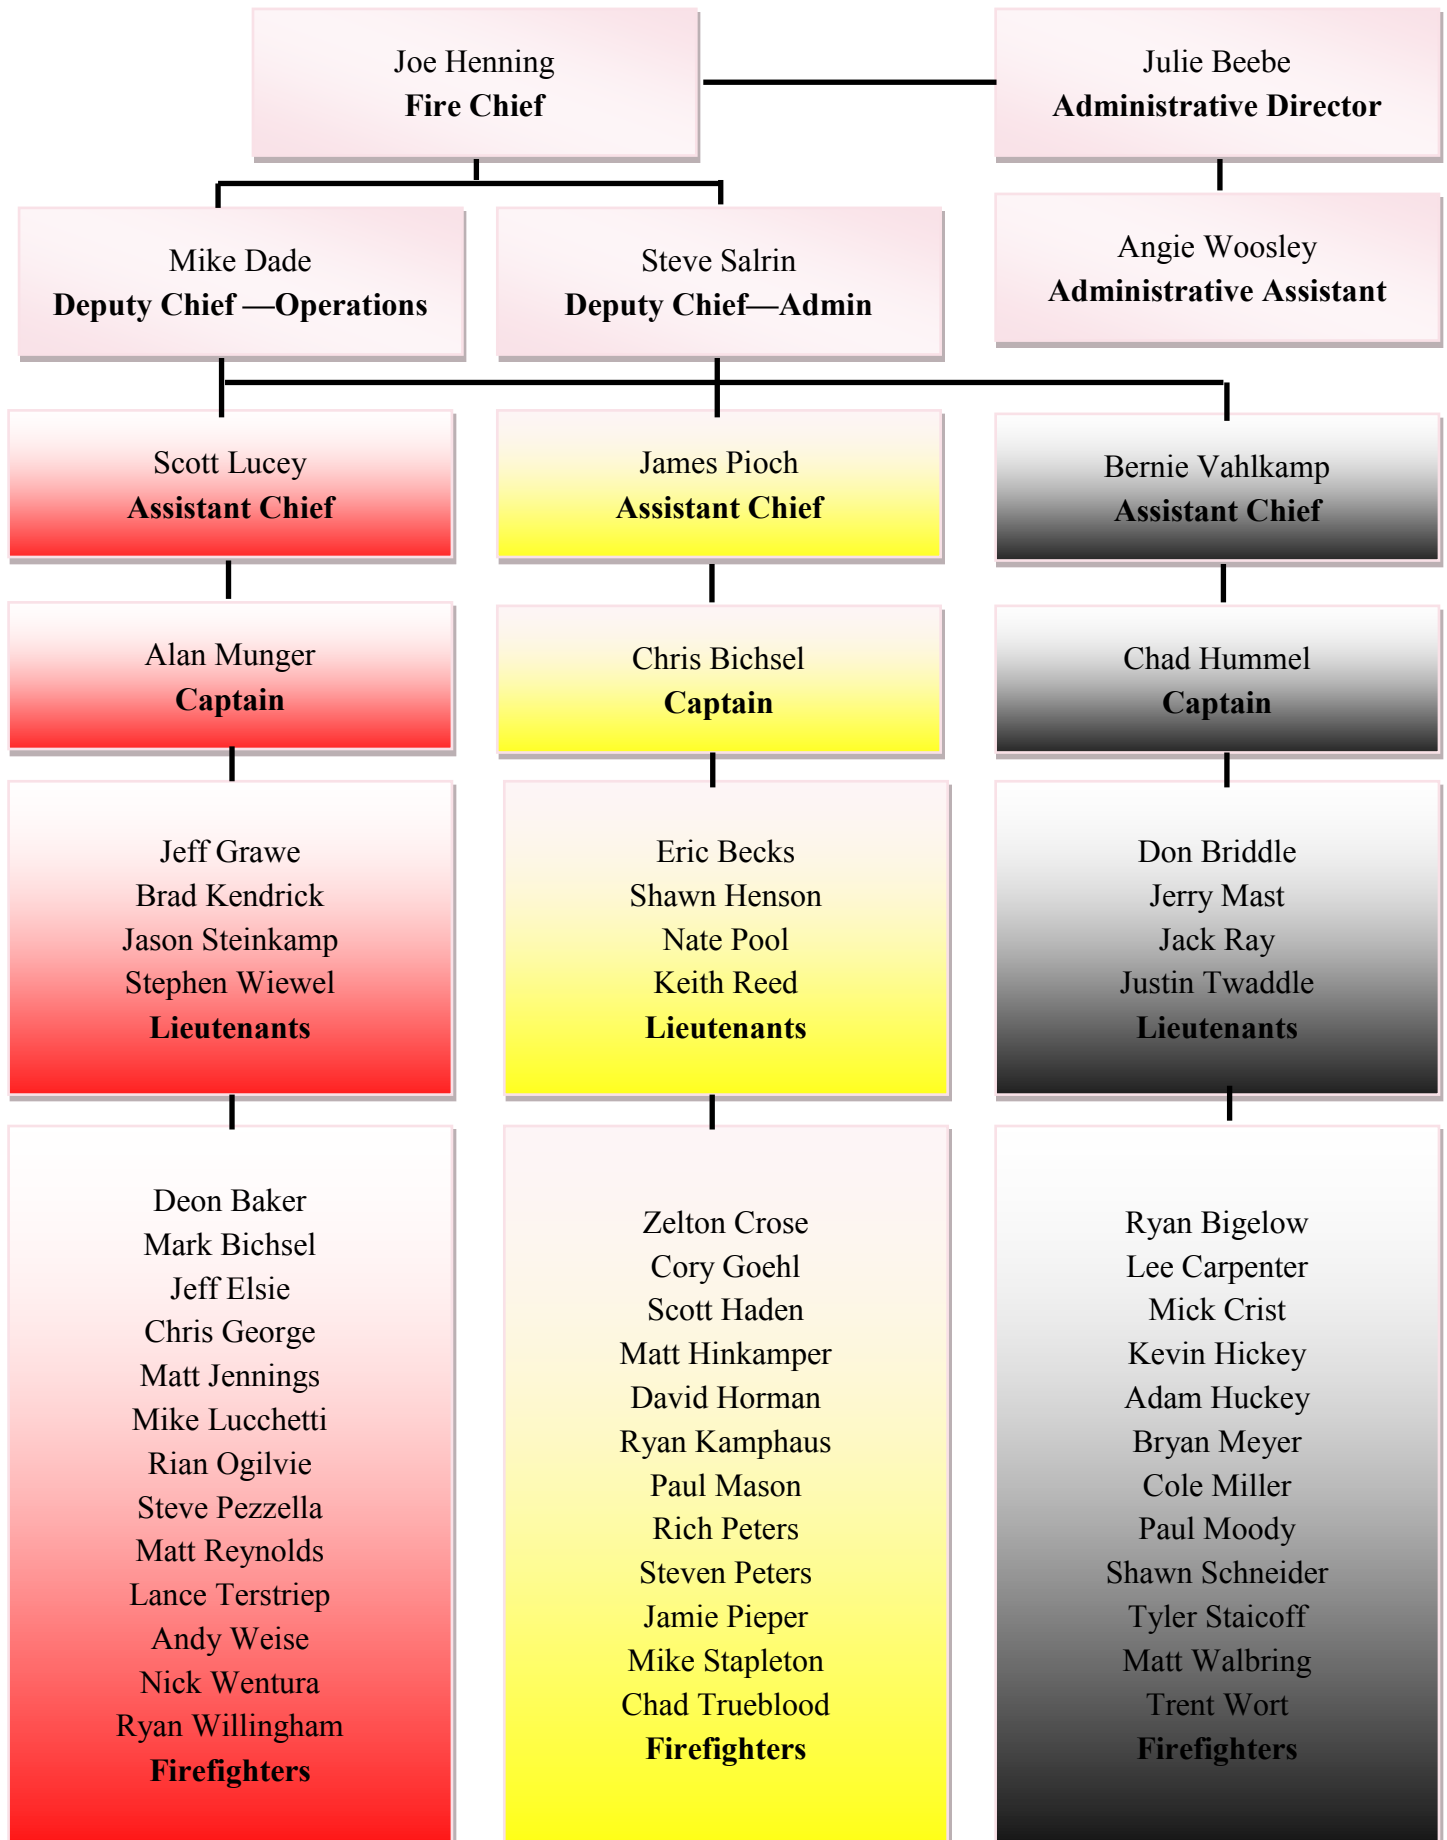 Joe Henning
Fire Chief
Julie Beebe
Administrative Director
Mike Dade
Deputy Chief —Operations
Steve Salrin
Deputy Chief—Admin
Angie Woosley
Administrative Assistant
Scott Lucey
Assistant Chief
James Pioch
Assistant Chief
Bernie Vahlkamp
Assistant Chief
Alan Munger
Captain
Chris Bichsel
Captain
Chad Hummel
Captain
Jeff Grawe
Brad Kendrick
Jason Steinkamp
Stephen Wiewel
Lieutenants
Eric Becks
Shawn Henson
Nate Pool
Keith Reed
Lieutenants
Don Briddle
Jerry Mast
Jack Ray
Justin Twaddle
Lieutenants
Deon Baker
Mark Bichsel
Jeff Elsie
Chris George
Matt Jennings
Mike Lucchetti
Rian Ogilvie
Steve Pezzella
Matt Reynolds
Lance Terstriep
Andy Weise
Nick Wentura
Ryan Willingham
Firefighters
Zelton Crose
Cory Goehl
Scott Haden
Matt Hinkamper
David Horman
Ryan Kamphaus
Paul Mason
Rich Peters
Steven Peters
Jamie Pieper
Mike Stapleton
Chad Trueblood
Firefighters
Ryan Bigelow
Lee Carpenter
Mick Crist
Kevin Hickey
Adam Huckey
Bryan Meyer
Cole Miller
Paul Moody
Shawn Schneider
Tyler Staicoff
Matt Walbring
Trent Wort
Firefighters